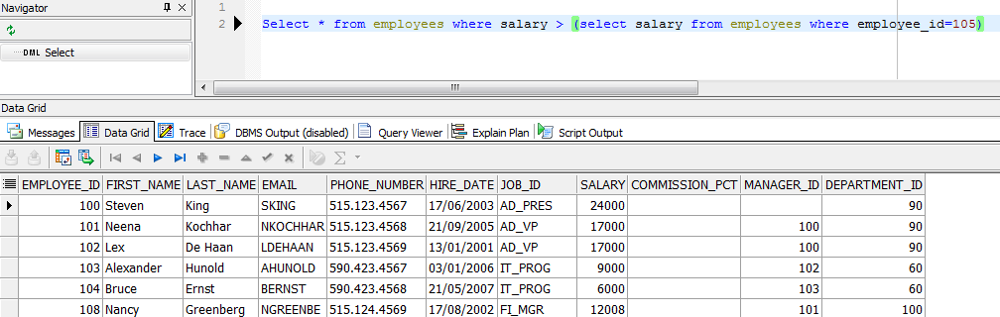 Navigator
1
2 Select * from employees where salary > (select salary from employees where employee_id=105)
DML Select
Data Grid
Messages Data Grid Trace DBMS Output (disabled) Query Viewer Explain Plan Script Output
EMPLOYEE_ID FIRST_NAME LAST_NAME EMAIL PHONE_NUMBER HIRE_DATE JOB_ID SALARY COMMISSION_PCT MANAGER_ID DEPARTMENT_ID
100 Steven King SKING 515.123.4567 17/06/2003 AD_PRES 24000 90
101 Neena Kochhar NKOCHHAR 515.123.4568 21/09/2005 AD_VP 17000 100 90
102 Lex De Haan LDEHAAN 515.123.4569 13/01/2001 AD_VP 17000 100 90
103 Alexander Hunold AHUNOLD 590.423.4567 03/01/2006 IT_PROG 9000 102 60
104 Bruce Ernst BERNST 590.423.4568 21/05/2007 IT_PROG 6000 103 60
108 Nancy Greenberg NGREENBE 515.124.4569 17/08/2002 FI_MGR 12008 101 100